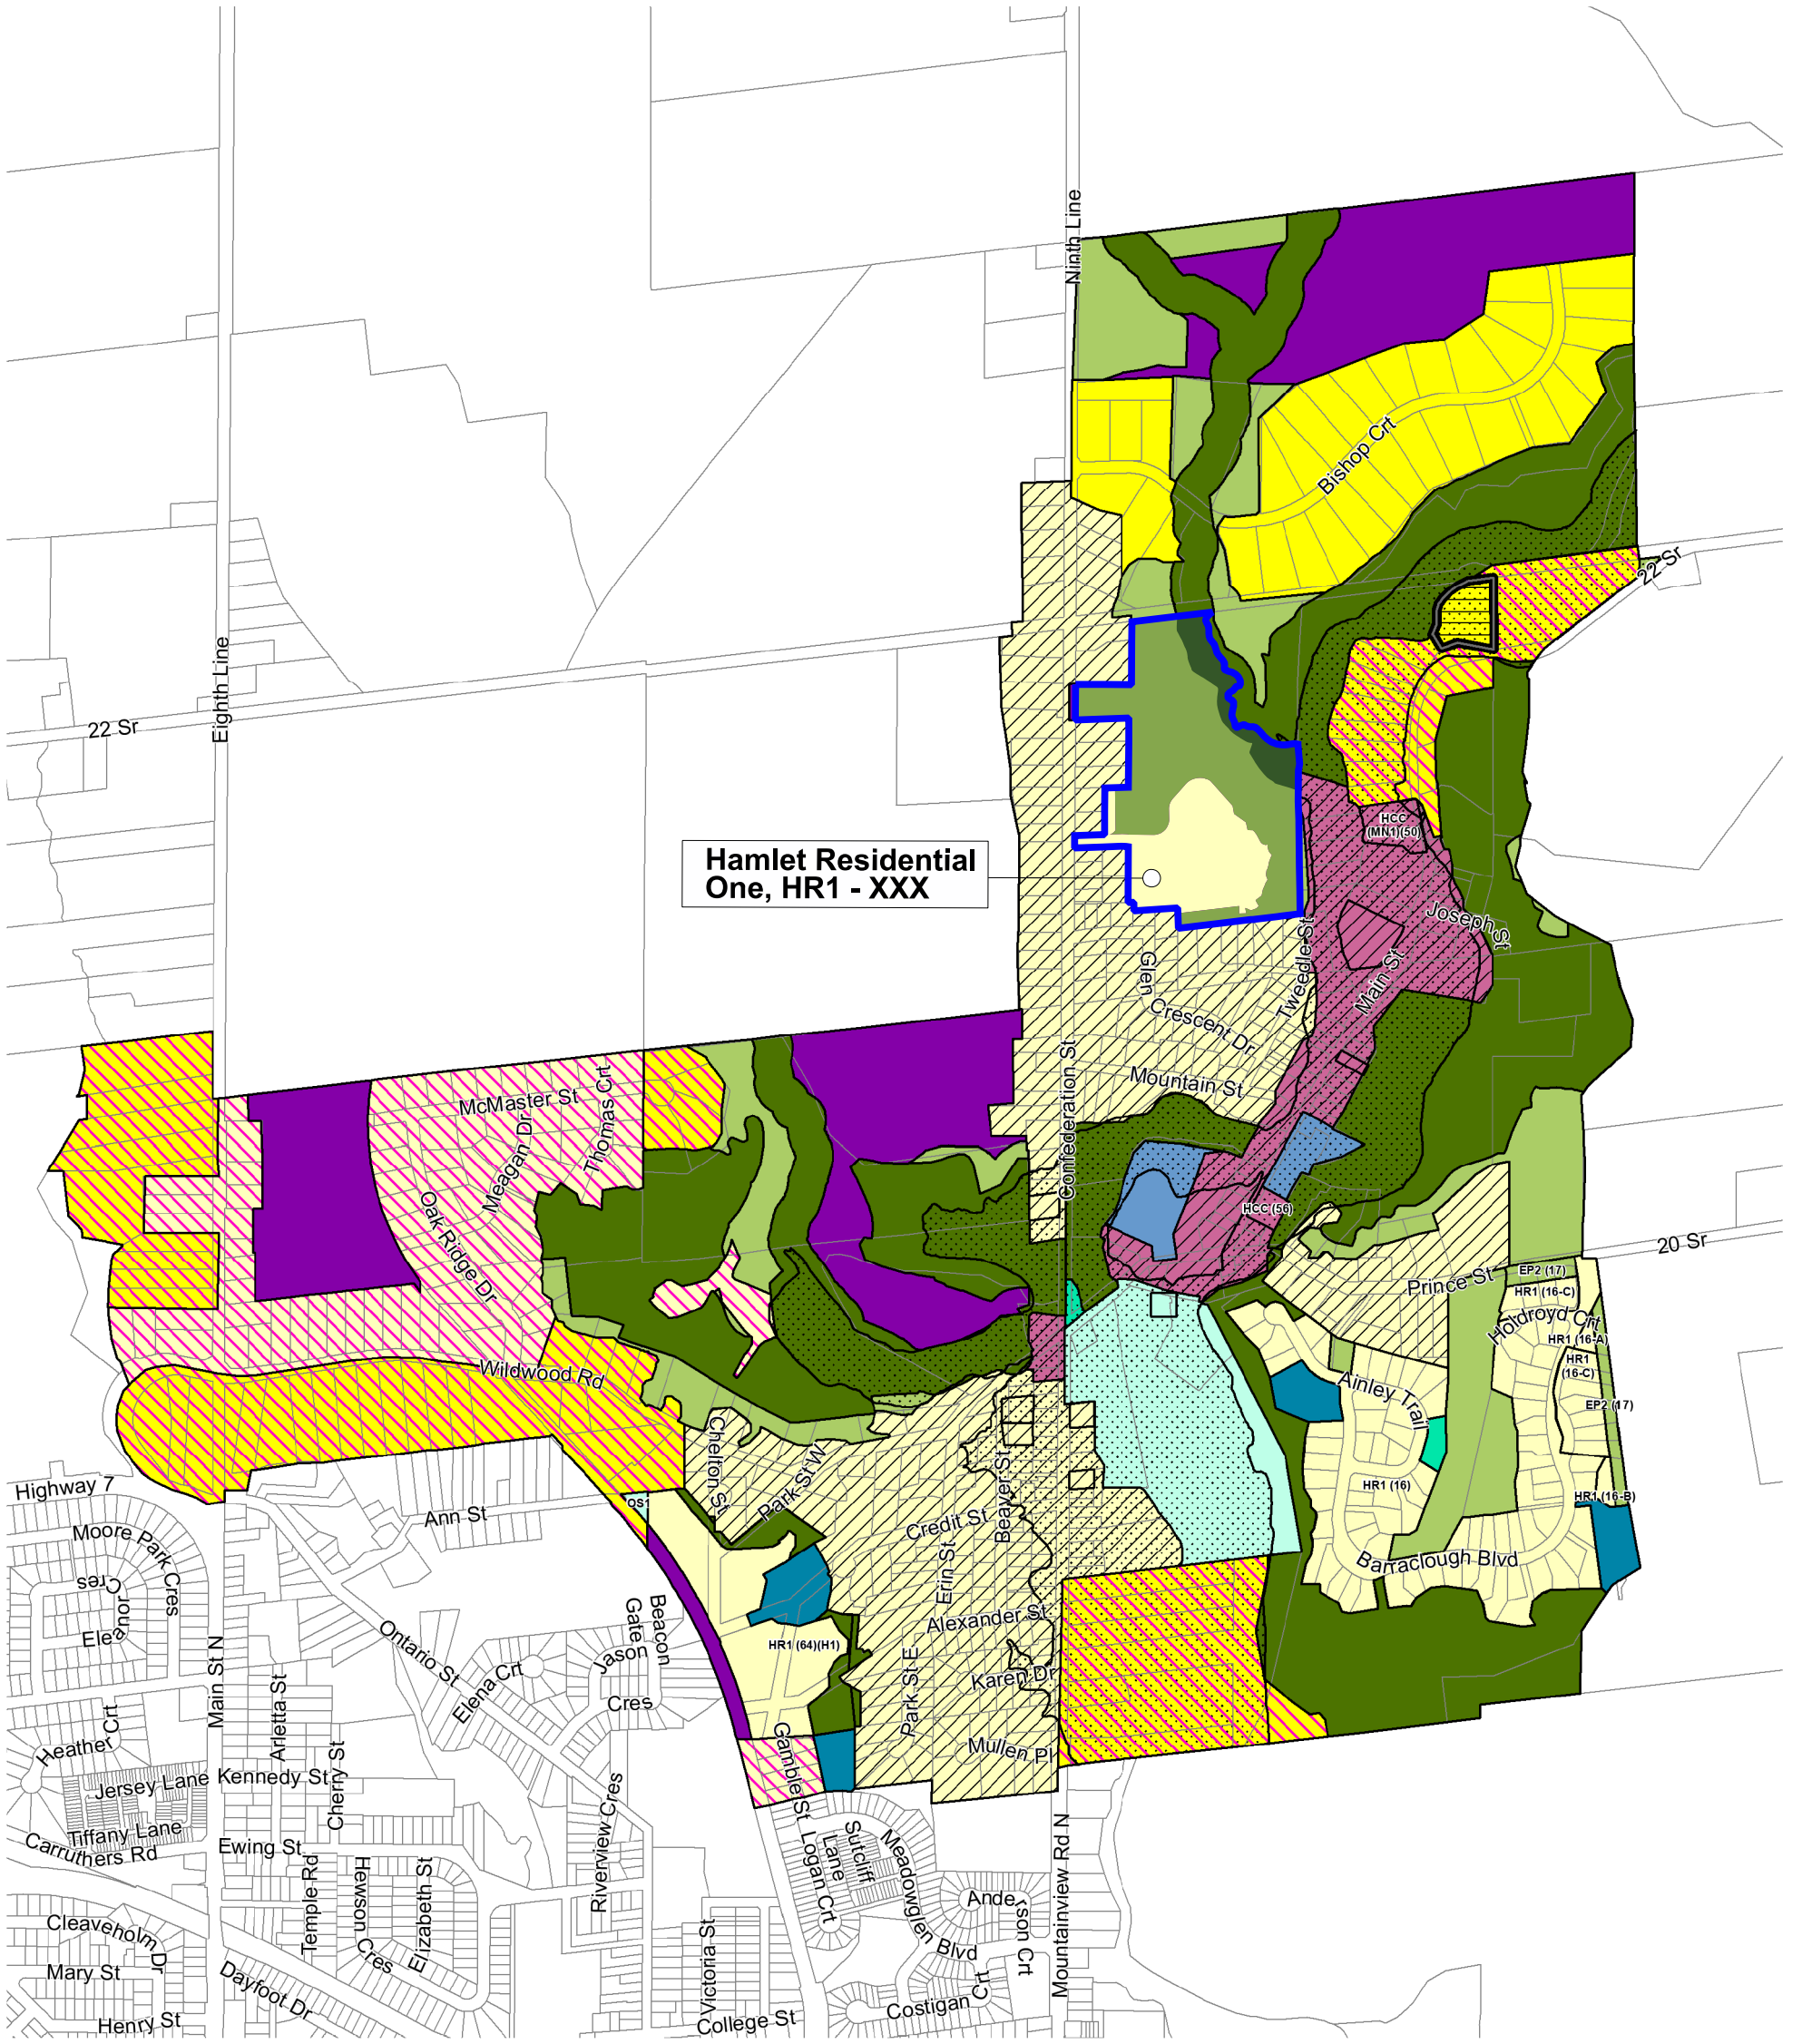 Ninth Line
Bishop Crt
22 Sr
Eighth Line
22 Sr
HCC
(MN1)(50)
Hamlet Residential
One, HR1 - XXX
Joseph St
Glen
Crescent Dr
Tweedle St
Main St
Mountain St
Confederation St
McMaster St
Thomas Crt
Meagan Dr
Oak Ridge Dr
HCC (56)
20 Sr
Prince St
EP2 (17)
HR1 (16-C)
Holdroyd Crt
HR1 (16-A)
HR1
(16-C)
Wildwood Rd
Ainley Trail
EP2 (17)
Chelton St
Park St W
Beaver St
Highway 7
HR1 (16)
HR1 (16-B)
OS1
Ann St
Credit St
Moore Park Cres
Erin St
Barraclough Blvd
Eleanor Cres
Beacon
Gate
Alexander St
Ontario St
HR1 (64)(H1)
Jason
Cres
Elena Crt
Park St E
Karen Dr
Main St N
Arletta St
Heather Crt
Mullen Pl
Gamble St
Jersey Lane
Kennedy St
Cherry St
Riverview Cres
Tiffany Lane
Carruthers Rd
Ewing St
Logan Crt
Sutcliff
Lane
Meadowglen Blvd
Mountainview Rd N
Temple Rd
Hewson
Cres
Elizabeth St
Anderson Crt
Cleaveholm Dr
Victoria St
Mary St
Dayfoot Dr
Costigan Crt
Henry St
College St